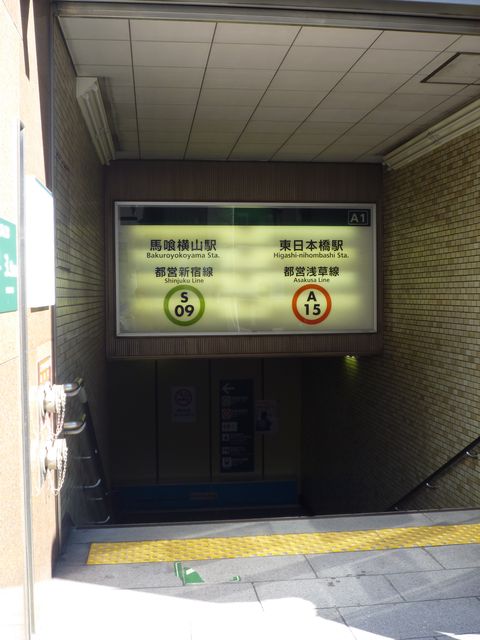 A1
馬喰横山駅
Bakuroyokoyama Sta.
都営新宿線
Shinjuku Line
S
09
東日本橋駅
Higashi-nihombashi Sta.
都営浅草線
Asakusa Line
A
15